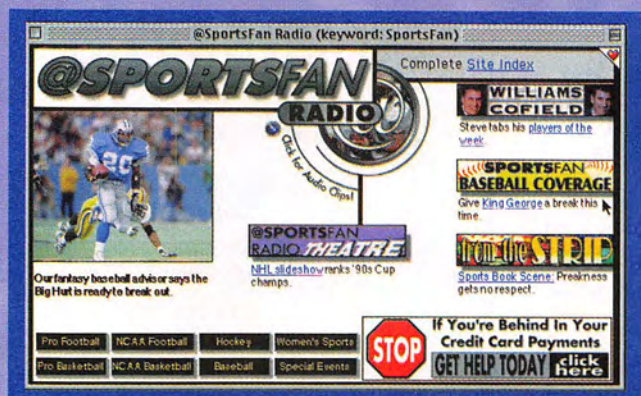 @SportsFan Radio (keyword: SportsFan)
@SPORTSFAN
RADIO
Click for Audio Clips!
Complete Site Index
WILLIAMS
COFIELD
Steve tabs his players of the
week.
SPORTSFAN
BASEBALL COVERAGE
Give King George a break this
time.
from the STRIP
Sports Book Scene: Preakness
gets no respect.
20
@SPORTSFAN
RADIO THEATRE
NHL slideshow ranks '90s Cup
champs.
Our fantasy baseball advisor says the
Big Hurt is ready to break out.
Pro Football NCAA Football Hockey Women's Sports
Pro Basketball NCAA Basketball Baseball Special Events
STOP
If You're Behind In Your
Credit Card Payments
GET HELP TODAY click
here